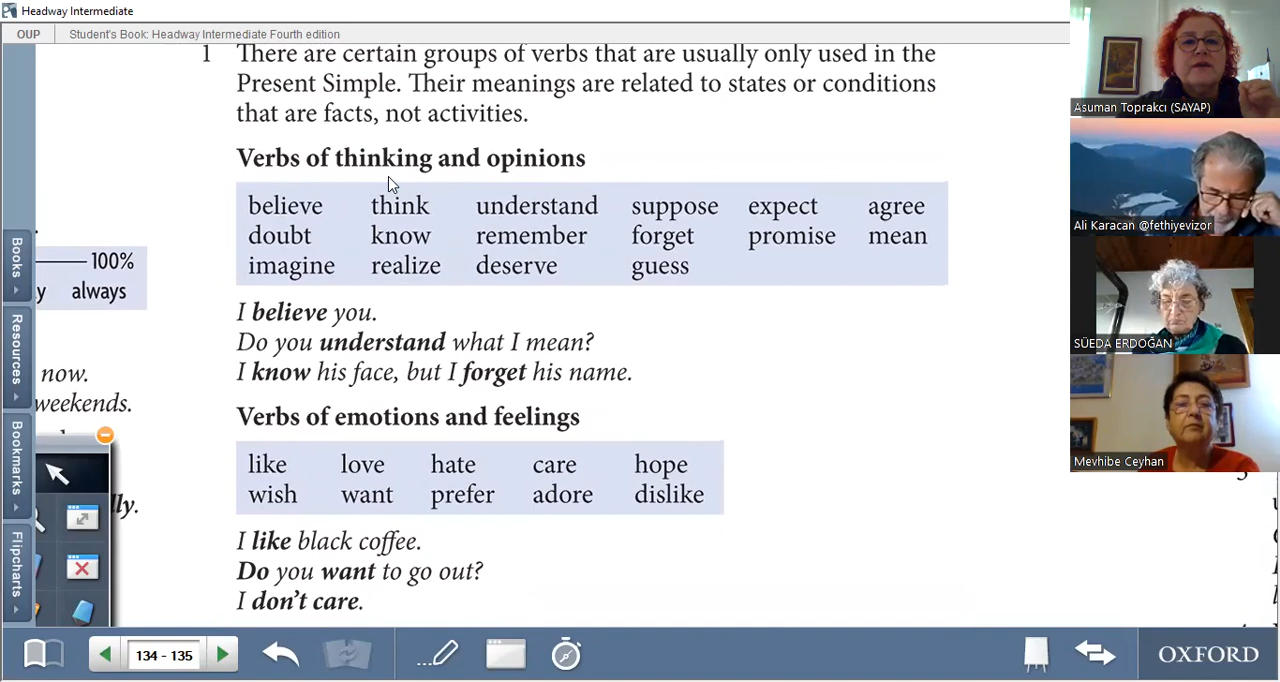 Headway Intermediate
OUP Student's Book: Headway Intermediate Fourth edition
1 There are certain groups of verbs that are usually only used in the
Present Simple. Their meanings are related to states or conditions
that are facts, not activities.
Verbs of thinking and opinions
believe think understand suppose expect agree
doubt know remember forget promise mean
imagine realize deserve guess
I believe you.
Do you understand what I mean?
I know his face, but I forget his name.
Verbs of emotions and feelings
like love hate care hope
wish want prefer adore dislike
I like black coffee.
Do you want to go out?
I don't care.
100%
y always
now.
weekends.
lly.
Books
Resources
Bookmarks
Flipcharts
134 - 135
OXFORD
Asuman Toprakcı (SAYAP)
Ali Karacan @fethiyevizor
SÜEDA ERDOĞAN
Mevhibe Ceyhan